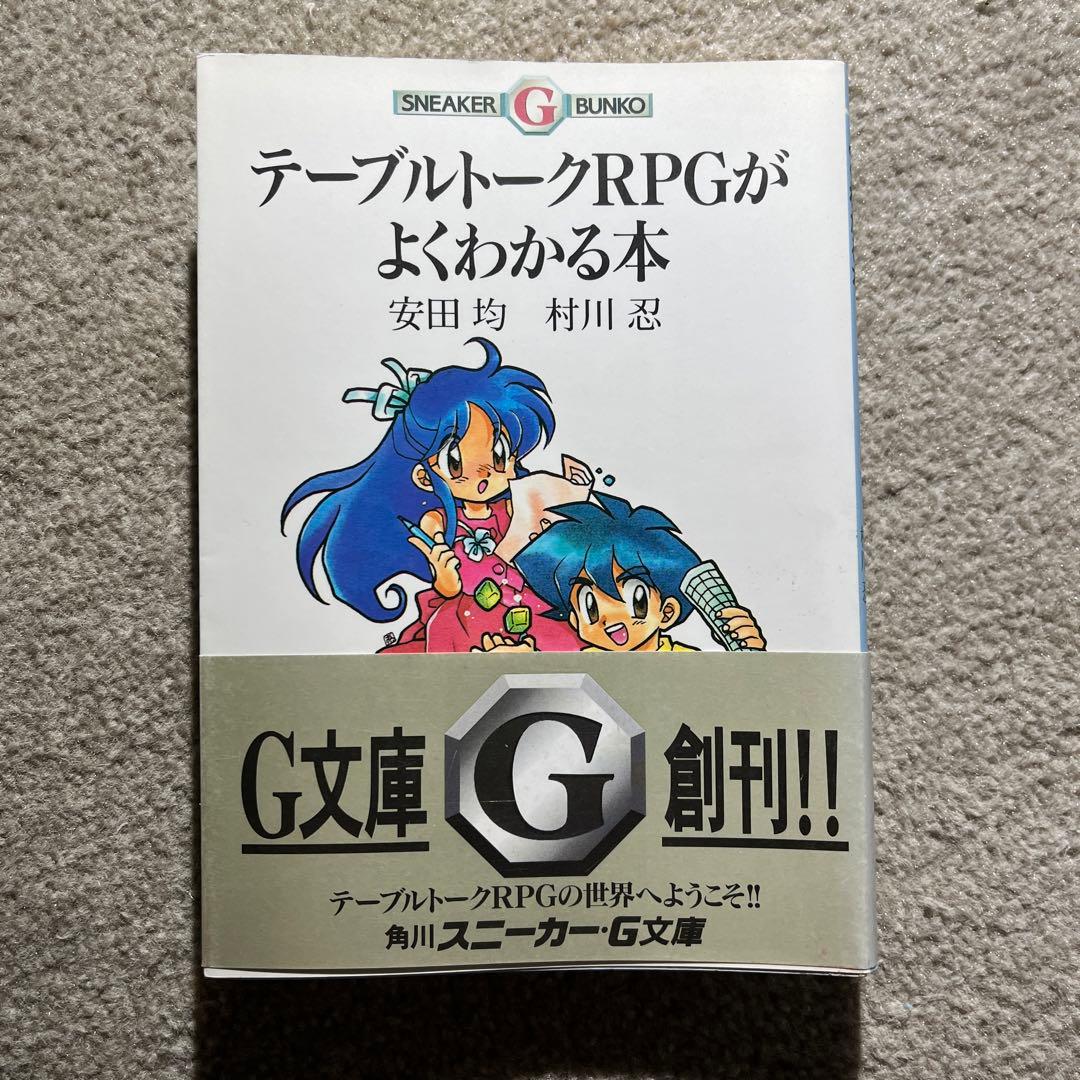 SNEAKER G BUNKO
テーブルトークRPGが
よくわかる本
安田 均 村川 忍
G文庫 G 創刊!!
テーブルトークRPGの世界へようこそ!!
角川 スニーカー・G文庫